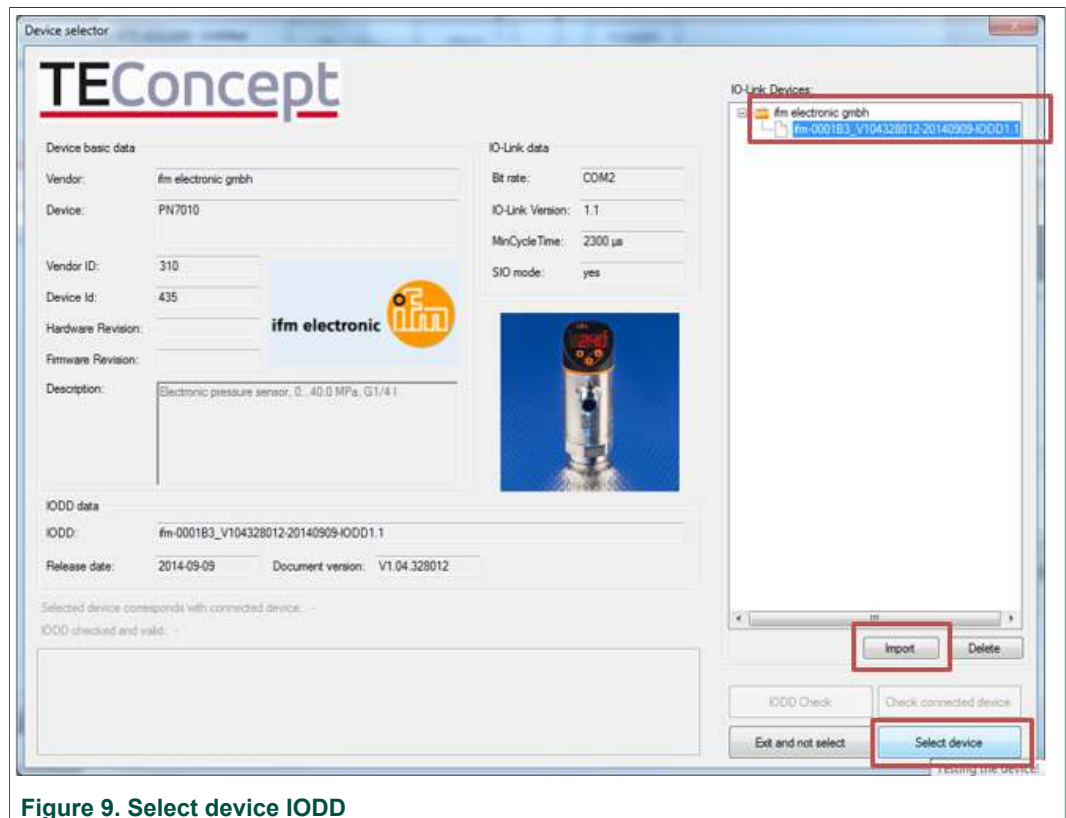 Device selector
TEConcept
IO-Link Devices:
ifm electronic gmbh
ifm-0001B3_V104328012-20140909-IODD1.1
Device basic data
IO-Link data
Vendor: ifm electronic gmbh
Bit rate: COM2
Device: PN7010
IO-Link Version: 1.1
MinCycleTime: 2300 µs
Vendor ID: 310
SIO mode: yes
Device Id: 435
ifm electronic
ifm
Hardware Revision:
Firmware Revision:
Description: Electronic pressure sensor, 0...40.0 MPa, G1/4 I
IODD data
IODD: ifm-0001B3_V104328012-20140909-IODD1.1
Release date: 2014-09-09 Document version: V1.04.328012
Selected device corresponds with connected device: -
IODD checked and valid: -
Import Delete
IODD Check Check connected device
Exit and not select Select device
Testing the device!
Figure 9. Select device IODD